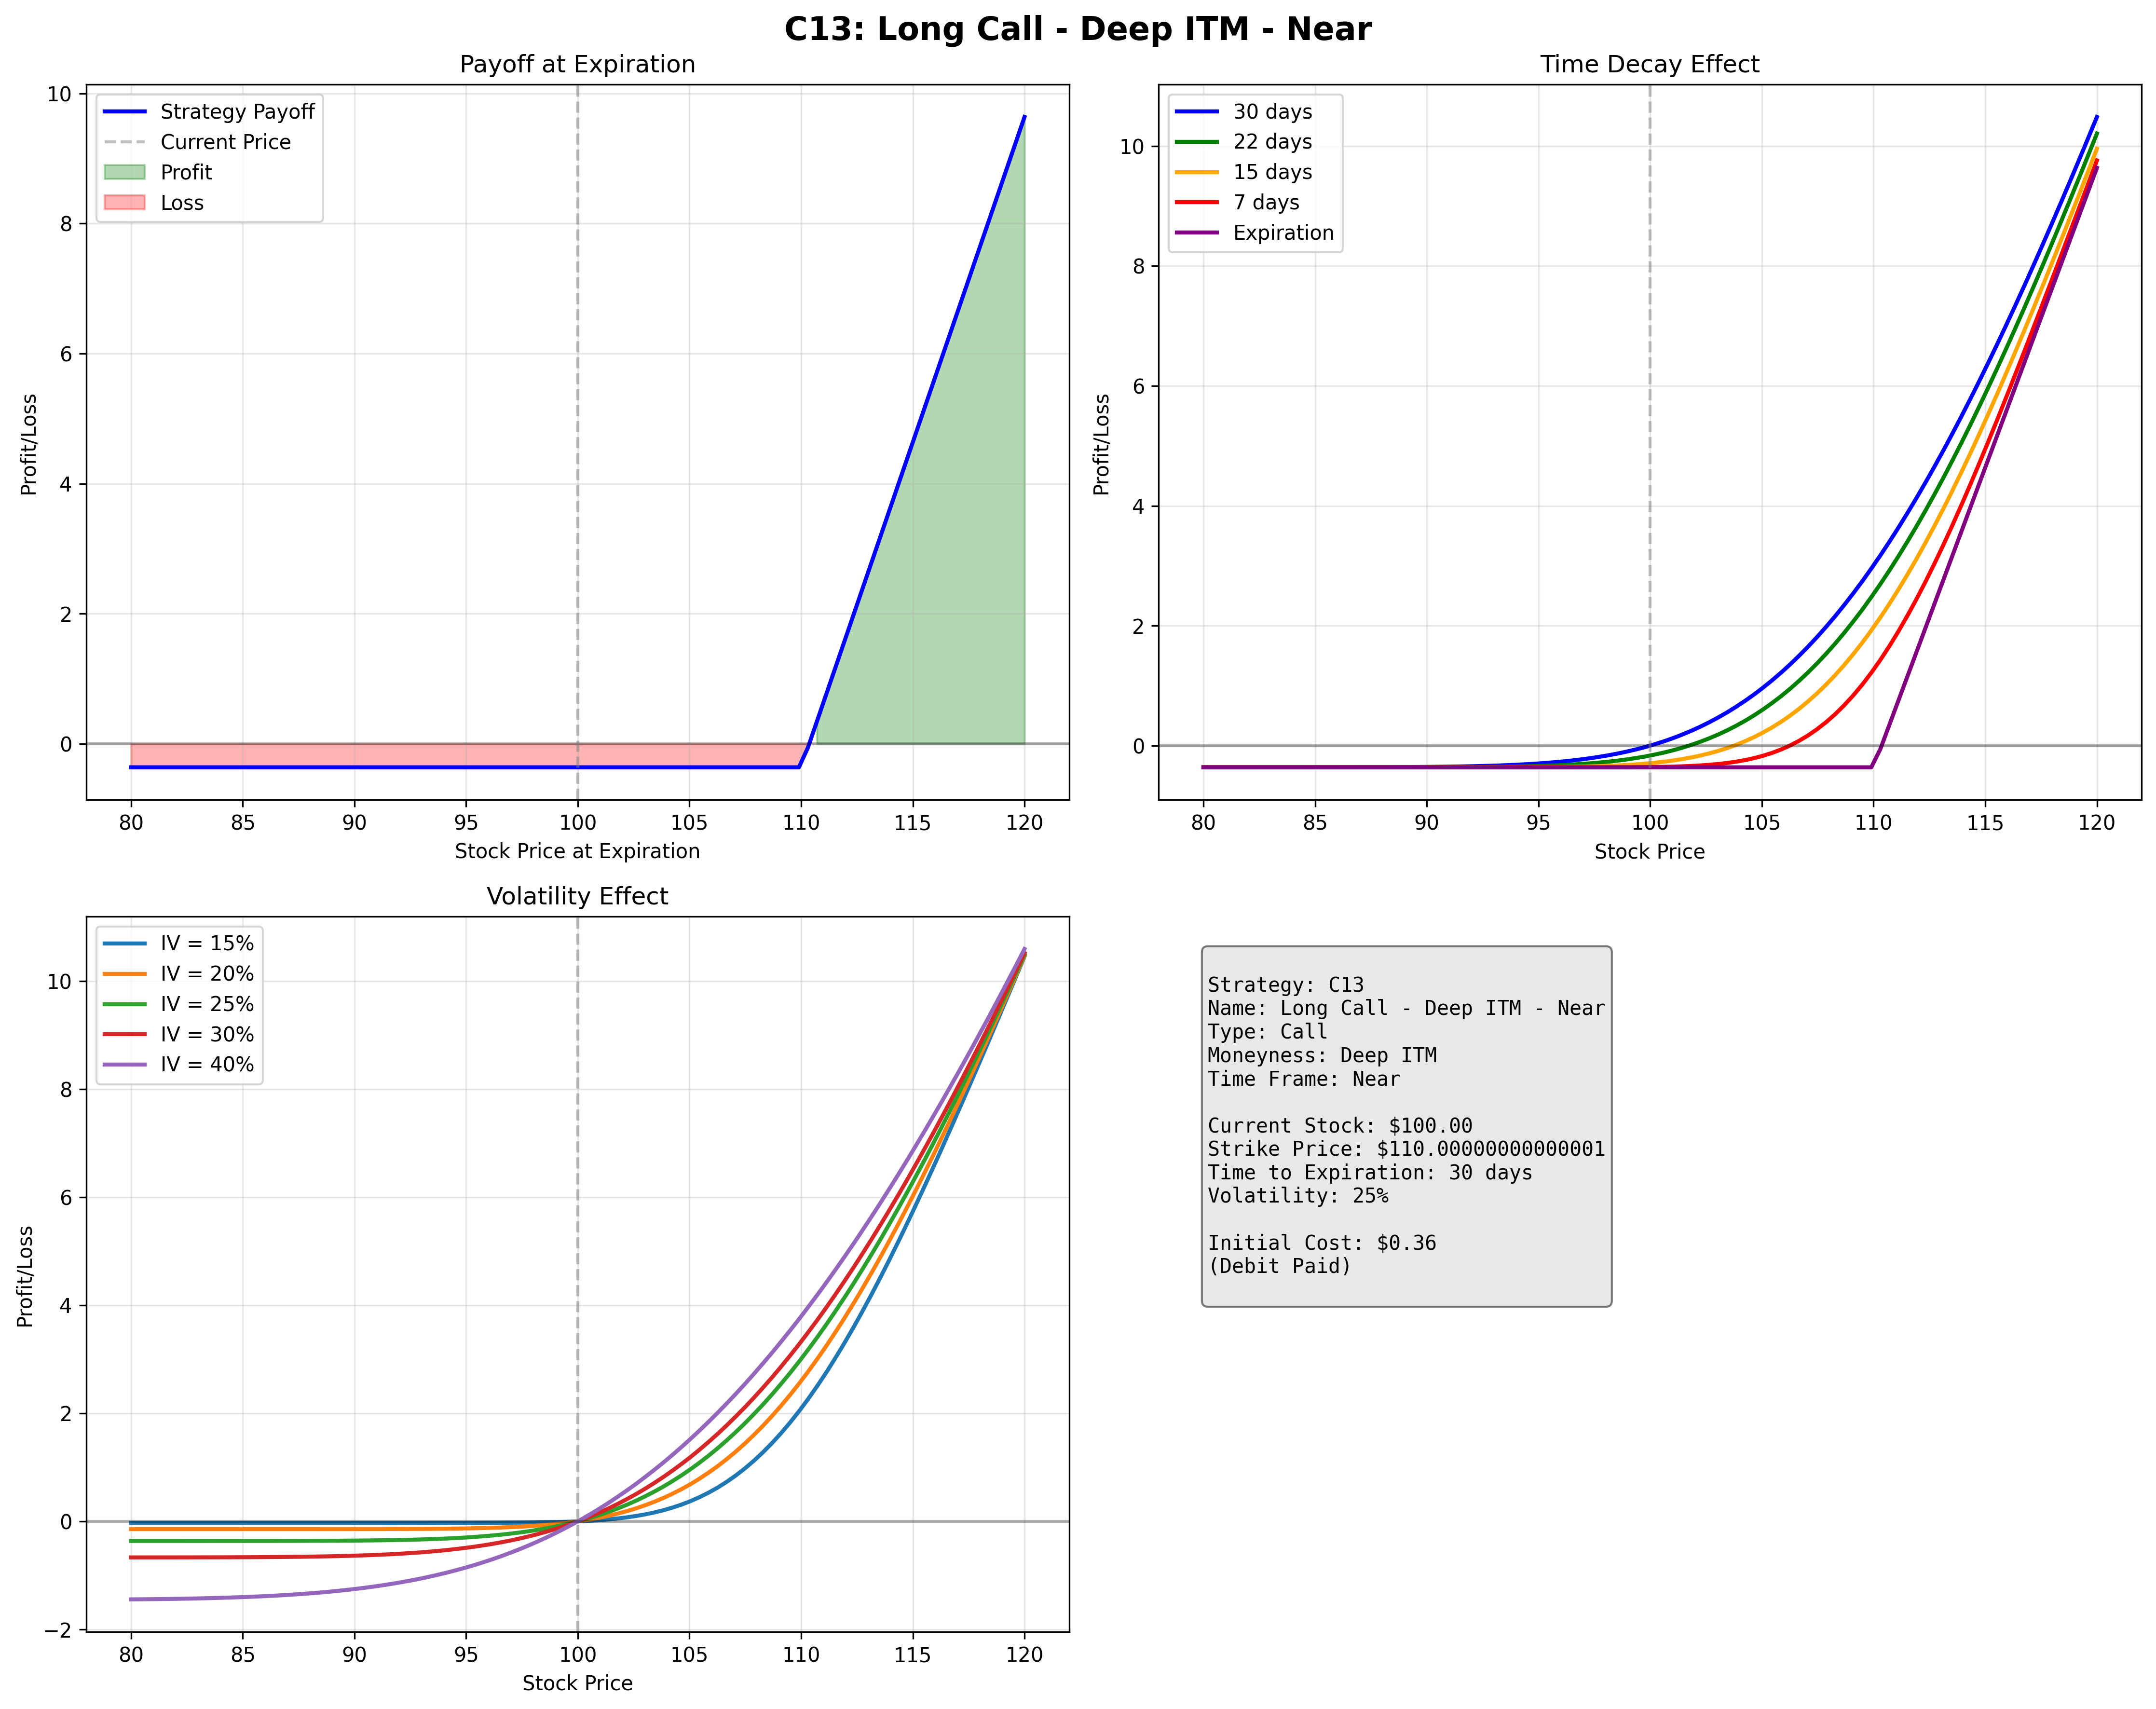 C13: Long Call - Deep ITM - Near
Payoff at Expiration
10
8
6
4
2
0
Profit/Loss
Strategy Payoff
Current Price
Profit
Loss
80 85 90 95 100 105 110 115 120
Stock Price at Expiration
Time Decay Effect
10
8
6
4
2
0
Profit/Loss
30 days
22 days
15 days
7 days
Expiration
80 85 90 95 100 105 110 115 120
Stock Price
Volatility Effect
10
8
6
4
2
0
−2
Profit/Loss
IV = 15%
IV = 20%
IV = 25%
IV = 30%
IV = 40%
80 85 90 95 100 105 110 115 120
Stock Price
Strategy: C13
Name: Long Call - Deep ITM - Near
Type: Call
Moneyness: Deep ITM
Time Frame: Near
Current Stock: $100.00
Strike Price: $110.00000000000001
Time to Expiration: 30 days
Volatility: 25%
Initial Cost: $0.36
(Debit Paid)